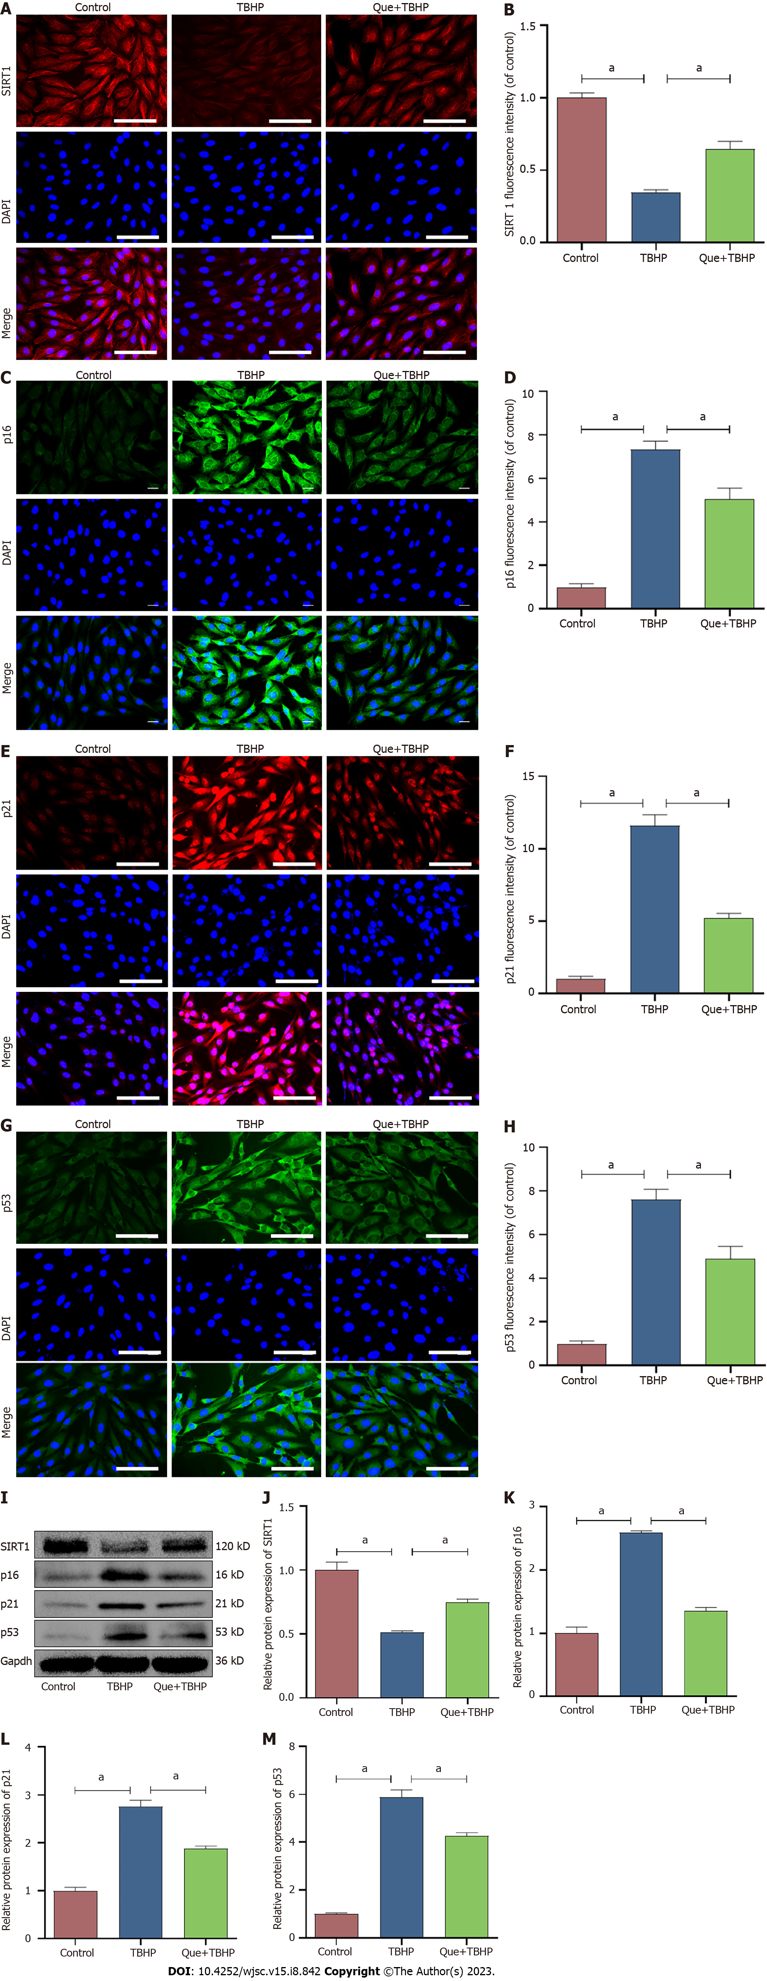 A Control TBHP Que+TBHP
SIRT1
DAPI
Merge
B
SIRT 1 fluorescence intensity (of control)
1.5
1.0
0.5
0.0
a a
Control TBHP Que+TBHP
C Control TBHP Que+TBHP
p16
DAPI
Merge
D
p16 fluorescence intensity (of control)
10
8
6
4
2
0
a a
Control TBHP Que+TBHP
E Control TBHP Que+TBHP
p21
DAPI
Merge
F
p21 fluorescence intensity (of control)
15
10
5
0
a a
Control TBHP Que+TBHP
G Control TBHP Que+TBHP
p53
DAPI
Merge
H
p53 fluorescence intensity (of control)
10
8
6
4
2
0
a a
Control TBHP Que+TBHP
I
SIRT1 120 kD
p16 16 kD
p21 21 kD
p53 53 kD
Gapdh 36 kD
Control TBHP Que+TBHP
J
Relative protein expression of SIRT1
1.5
1.0
0.5
0.0
a a
Control TBHP Que+TBHP
K
Relative protein expression of p16
3
2
1
0
a a
Control TBHP Que+TBHP
L
Relative protein expression of p21
4
3
2
1
0
a a
Control TBHP Que+TBHP
M
Relative protein expression of p53
8
6
4
2
0
a a
Control TBHP Que+TBHP
DOI: 10.4252/wjsc.v15.i8.842 Copyright ©The Author(s) 2023.